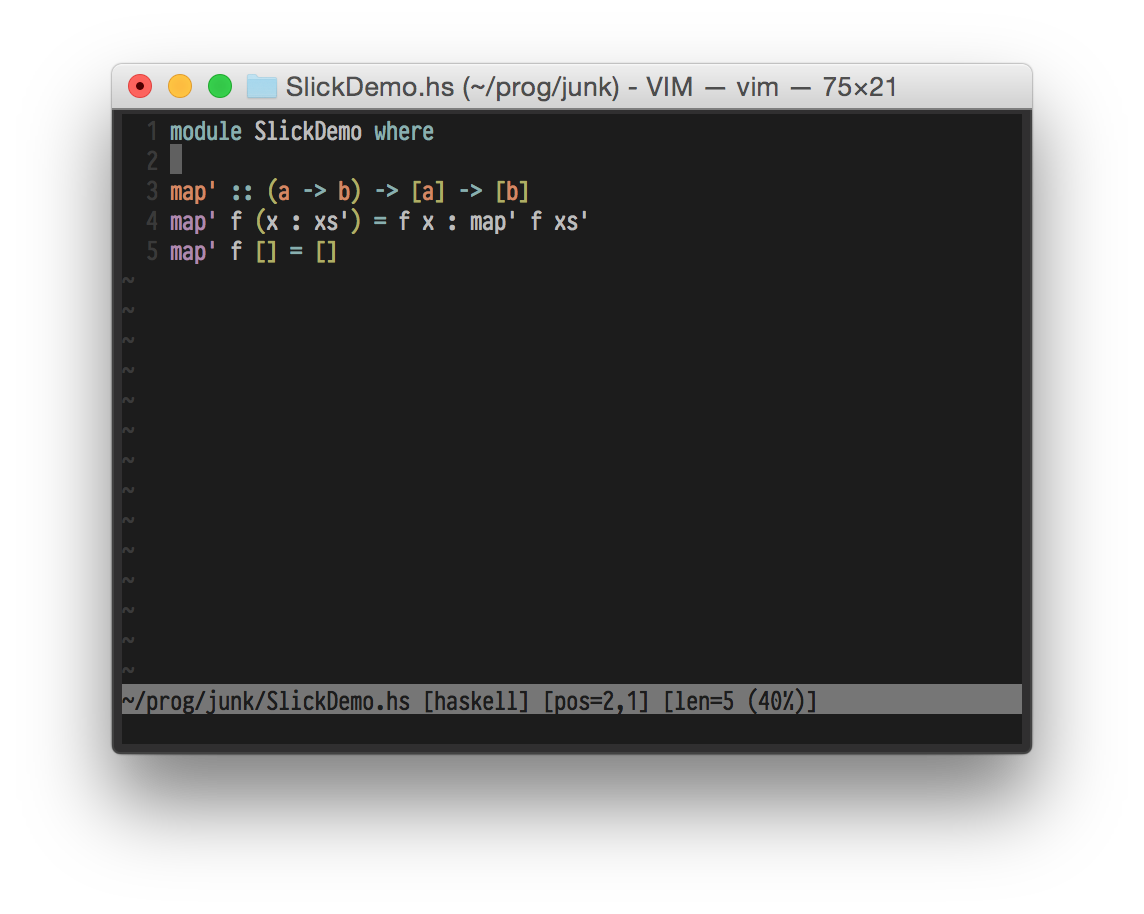 SlickDemo.hs (~/prog/junk) - VIM — vim — 75×21
1 module SlickDemo where
2
3 map' :: (a -> b) -> [a] -> [b]
4 map' f (x : xs') = f x : map' f xs'
5 map' f [] = []
~
~
~
~
~
~
~
~
~
~
~
~
~
~
~/prog/junk/SlickDemo.hs [haskell] [pos=2,1] [len=5 (40%)]